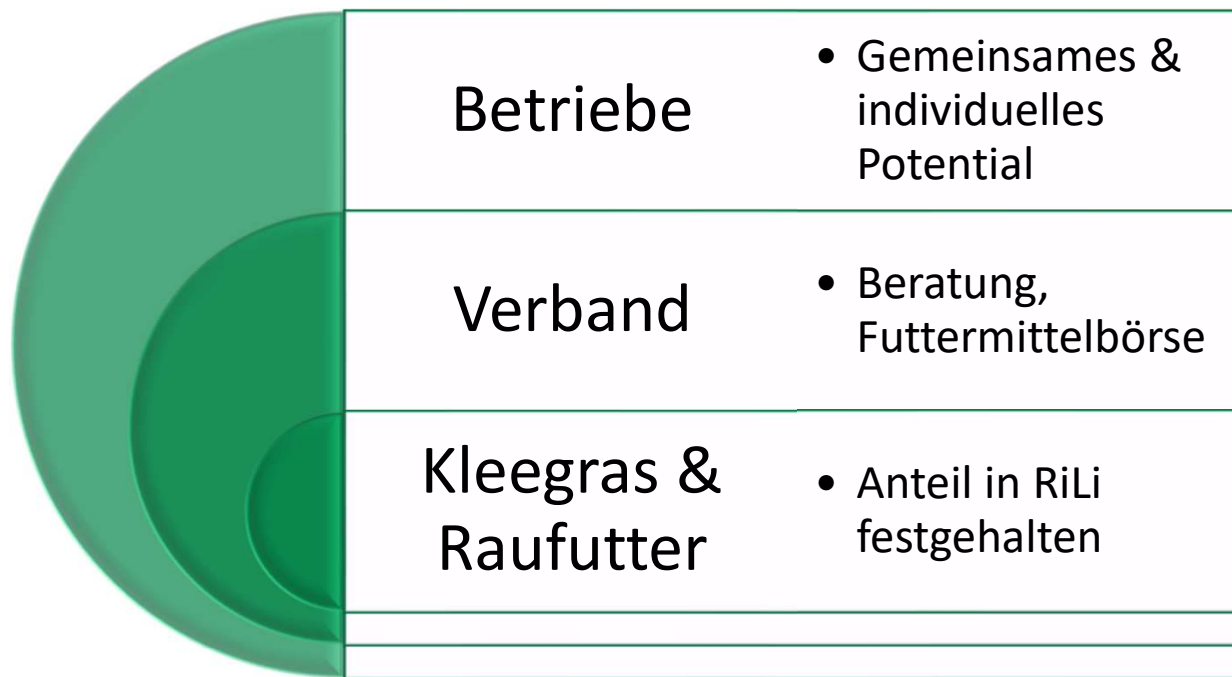 Betriebe
• Gemeinsames &
individuelles
Potential
Verband
• Beratung,
Futtermittelbörse
Kleegras &
Raufutter
• Anteil in RiLi
festgehalten